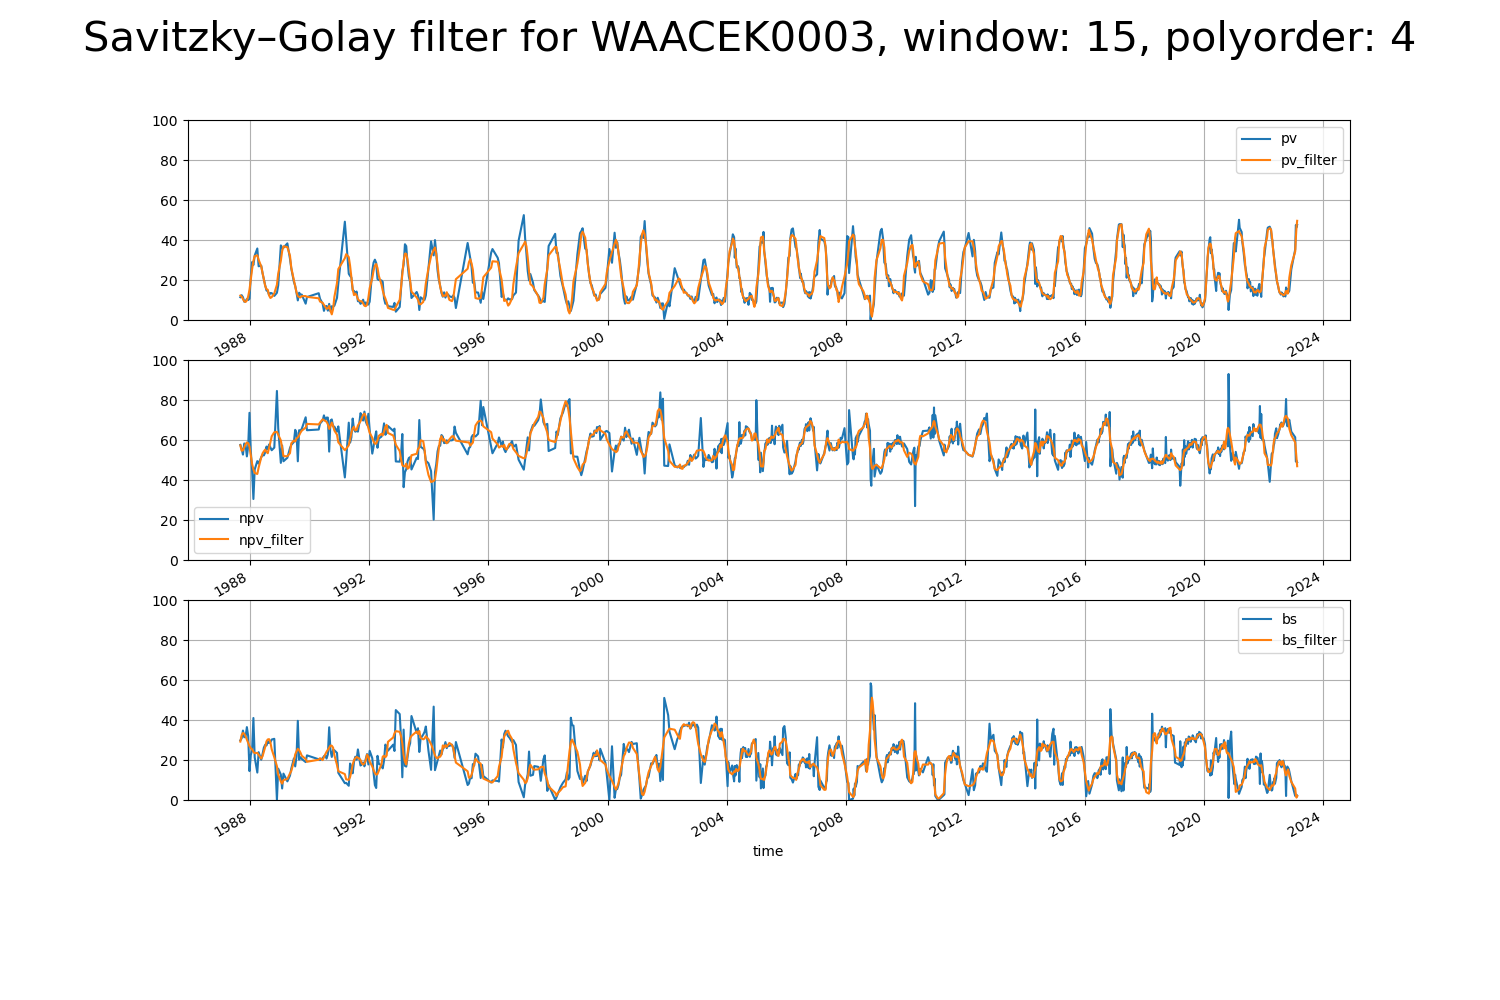 Savitzky–Golay filter for WAACEK0003, window: 15, polyorder: 4
100
80
60
40
20
0
pv
pv_filter
1988 1992 1996 2000 2004 2008 2012 2016 2020 2024
100
80
60
40
20
0
npv
npv_filter
1988 1992 1996 2000 2004 2008 2012 2016 2020 2024
100
80
60
40
20
0
bs
bs_filter
1988 1992 1996 2000 2004 2008 2012 2016 2020 2024
time